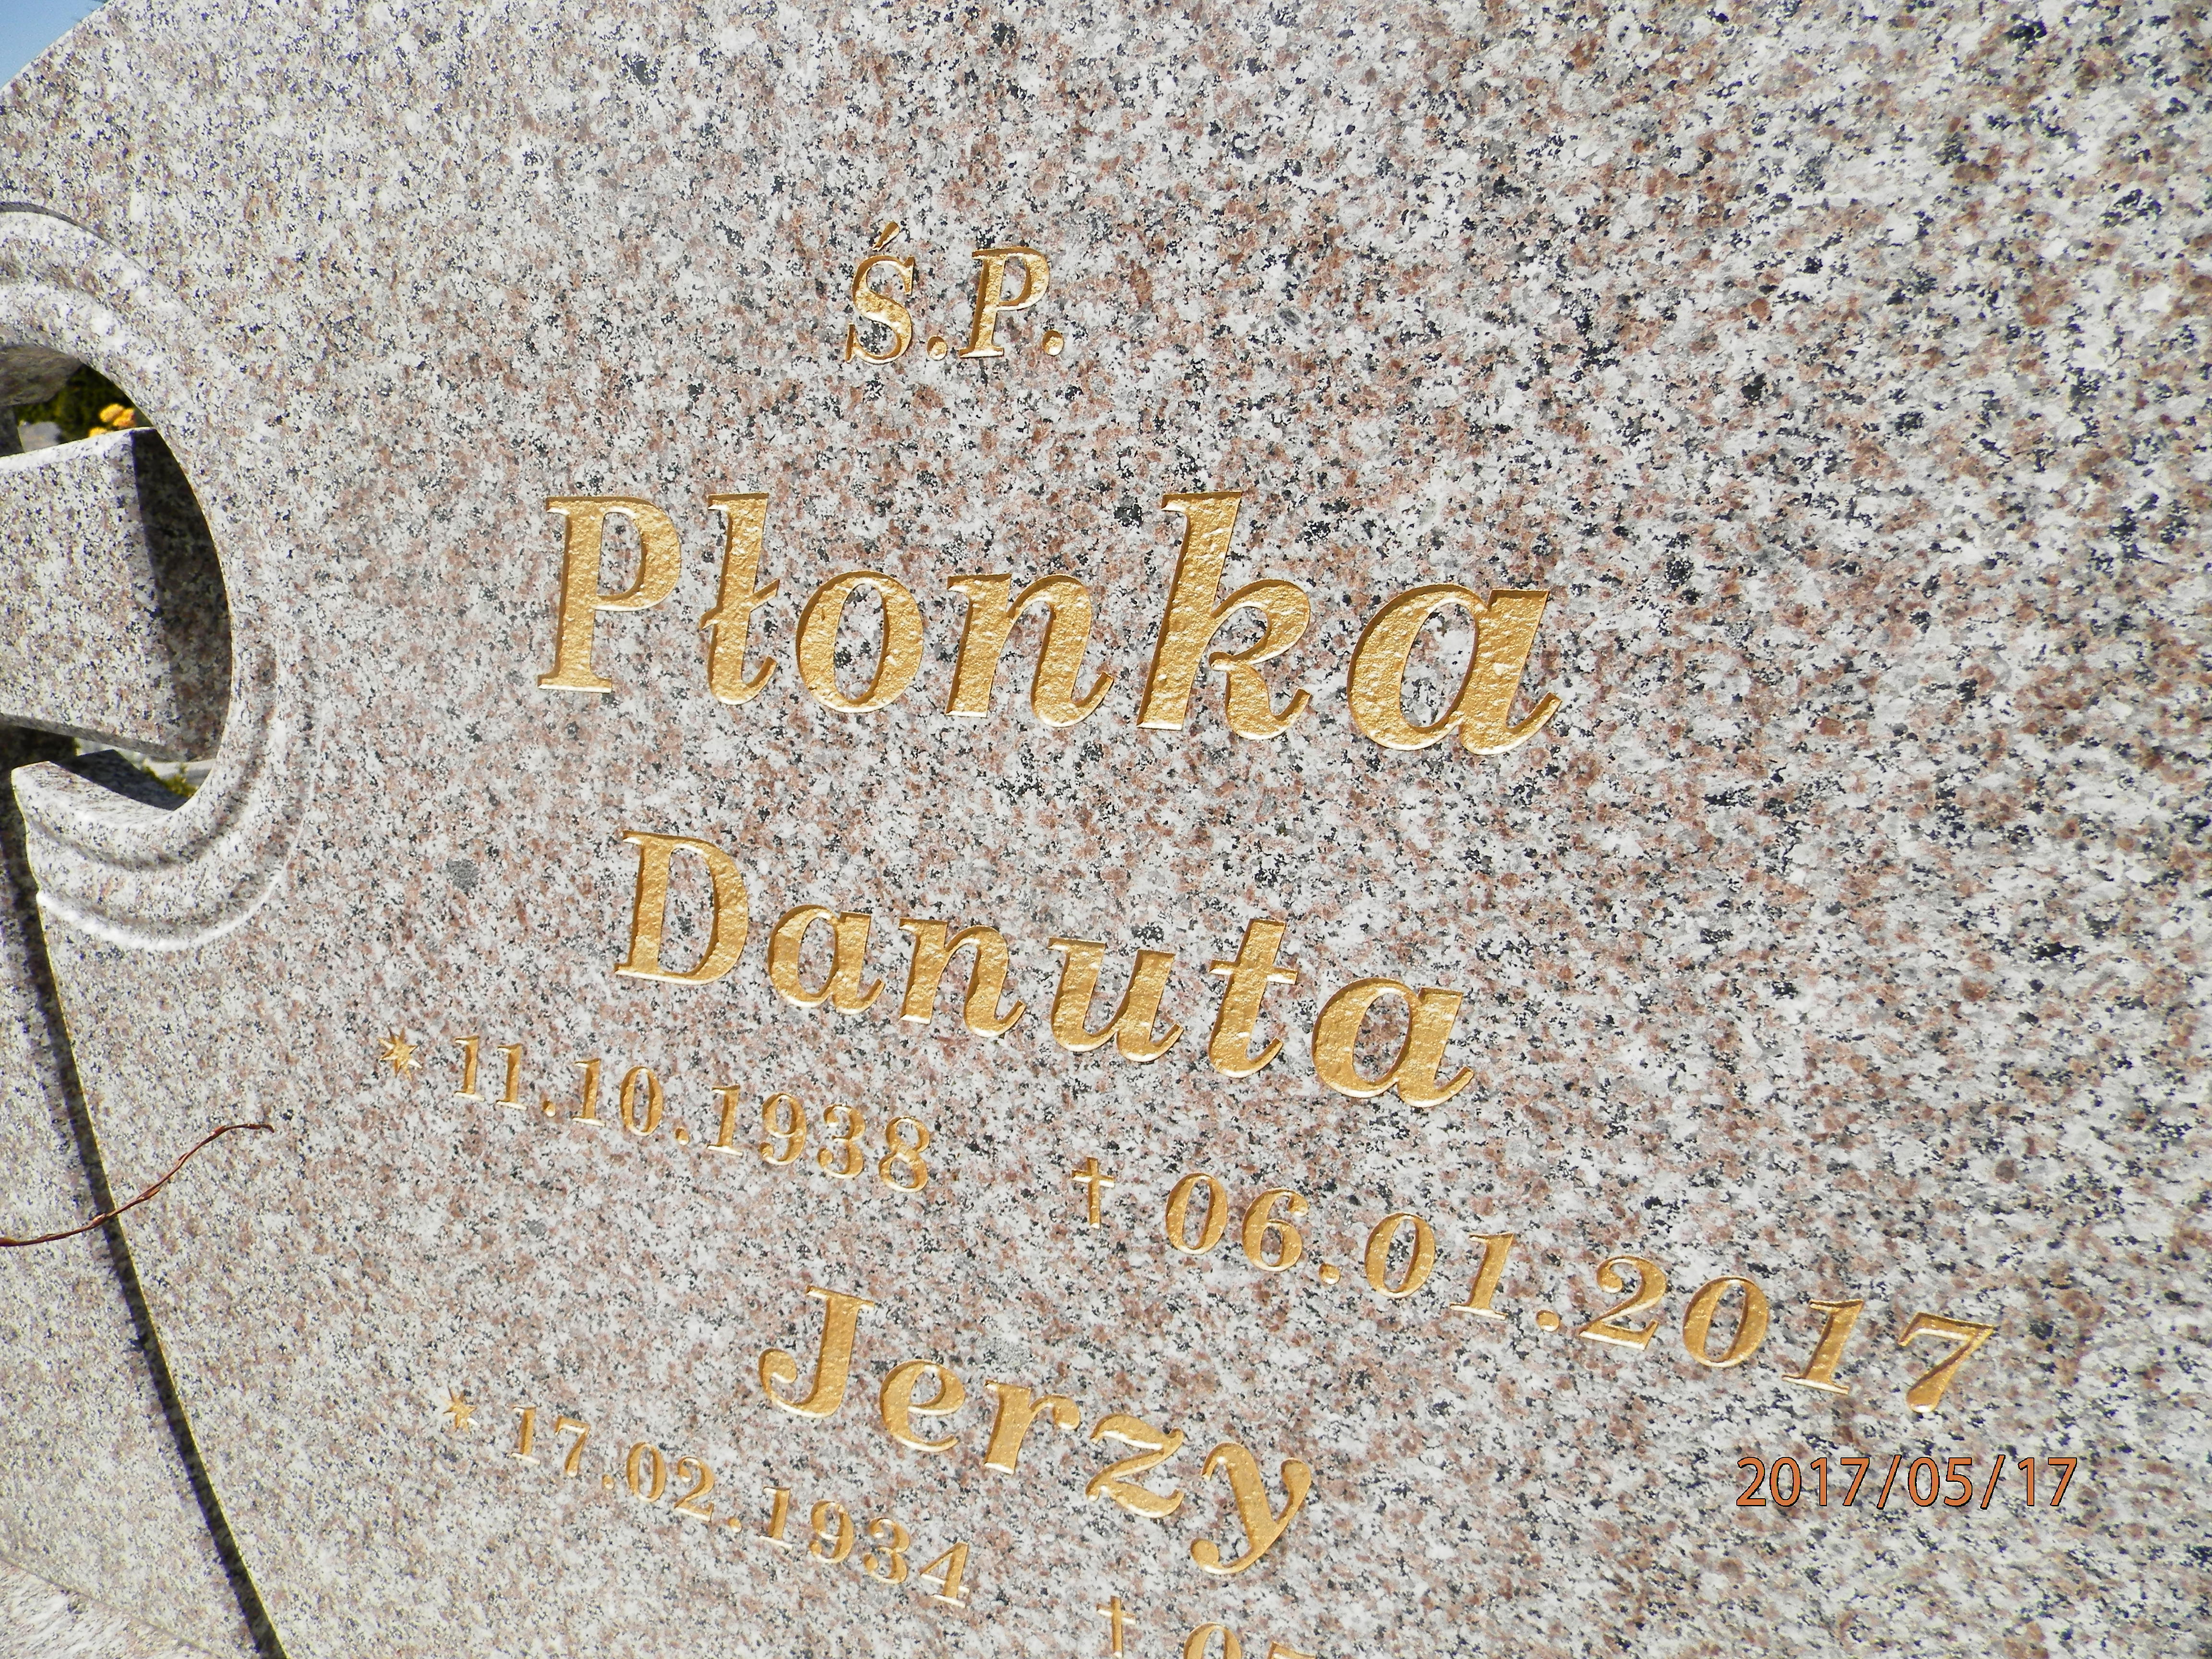 Ś.P.
Płonka
Danuta
* 11.10.1938 † 06.01.2017
Jerzy
* 17.02.1934 †
2017/05/17